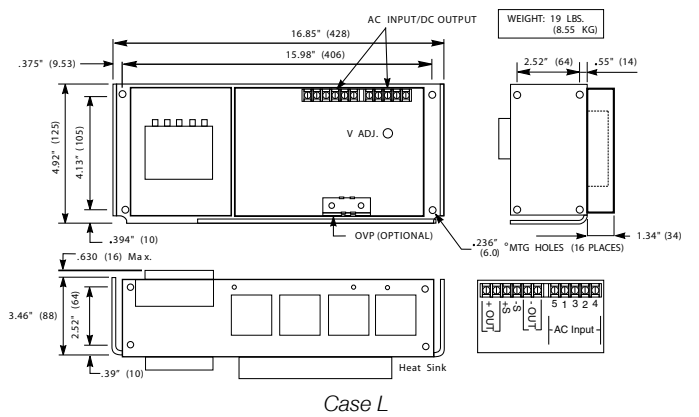 16.85" (428)
AC INPUT/DC OUTPUT
WEIGHT: 19 LBS.
(8.55 KG)
.375" (9.53)
15.98" (406)
2.52" (64)
.55" (14)
4.92" (125)
4.13" (105)
V ADJ.
.394" (10)
OVP (OPTIONAL)
.236" °MTG HOLES (16 PLACES)
(6.0)
1.34" (34)
.630 (16) Max.
3.46" (88)
2.52" (64)
.39" (10)
Heat Sink
+ OUT
+S
-S
- OUT
5 1 3 2 4
AC Input
Case L